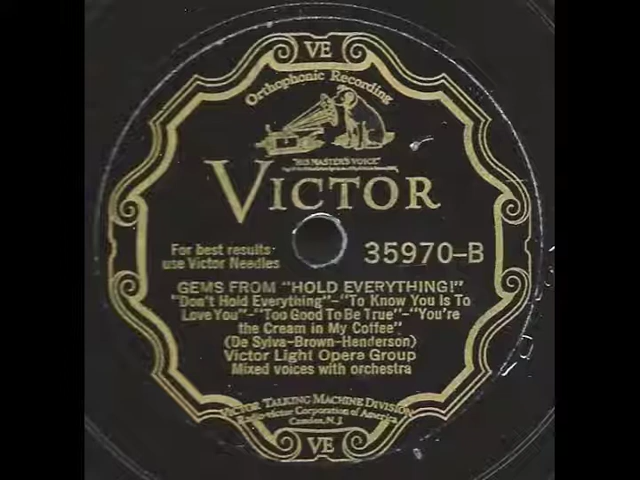 VE
Orthophonic Recording
"HIS MASTER'S VOICE"
VICTOR
For best results
use Victor Needles
35970-B
GEMS FROM "HOLD EVERYTHING!"
"Don't Hold Everything"-"To Know You Is To
Love You"-"Too Good To Be True"-"You're
the Cream in My Coffee"
(De Sylva-Brown-Henderson)
Victor Light Opera Group
Mixed voices with orchestra
VICTOR TALKING MACHINE DIVISION
Radio-Victor Corporation of America
Camden, N.J.
VE